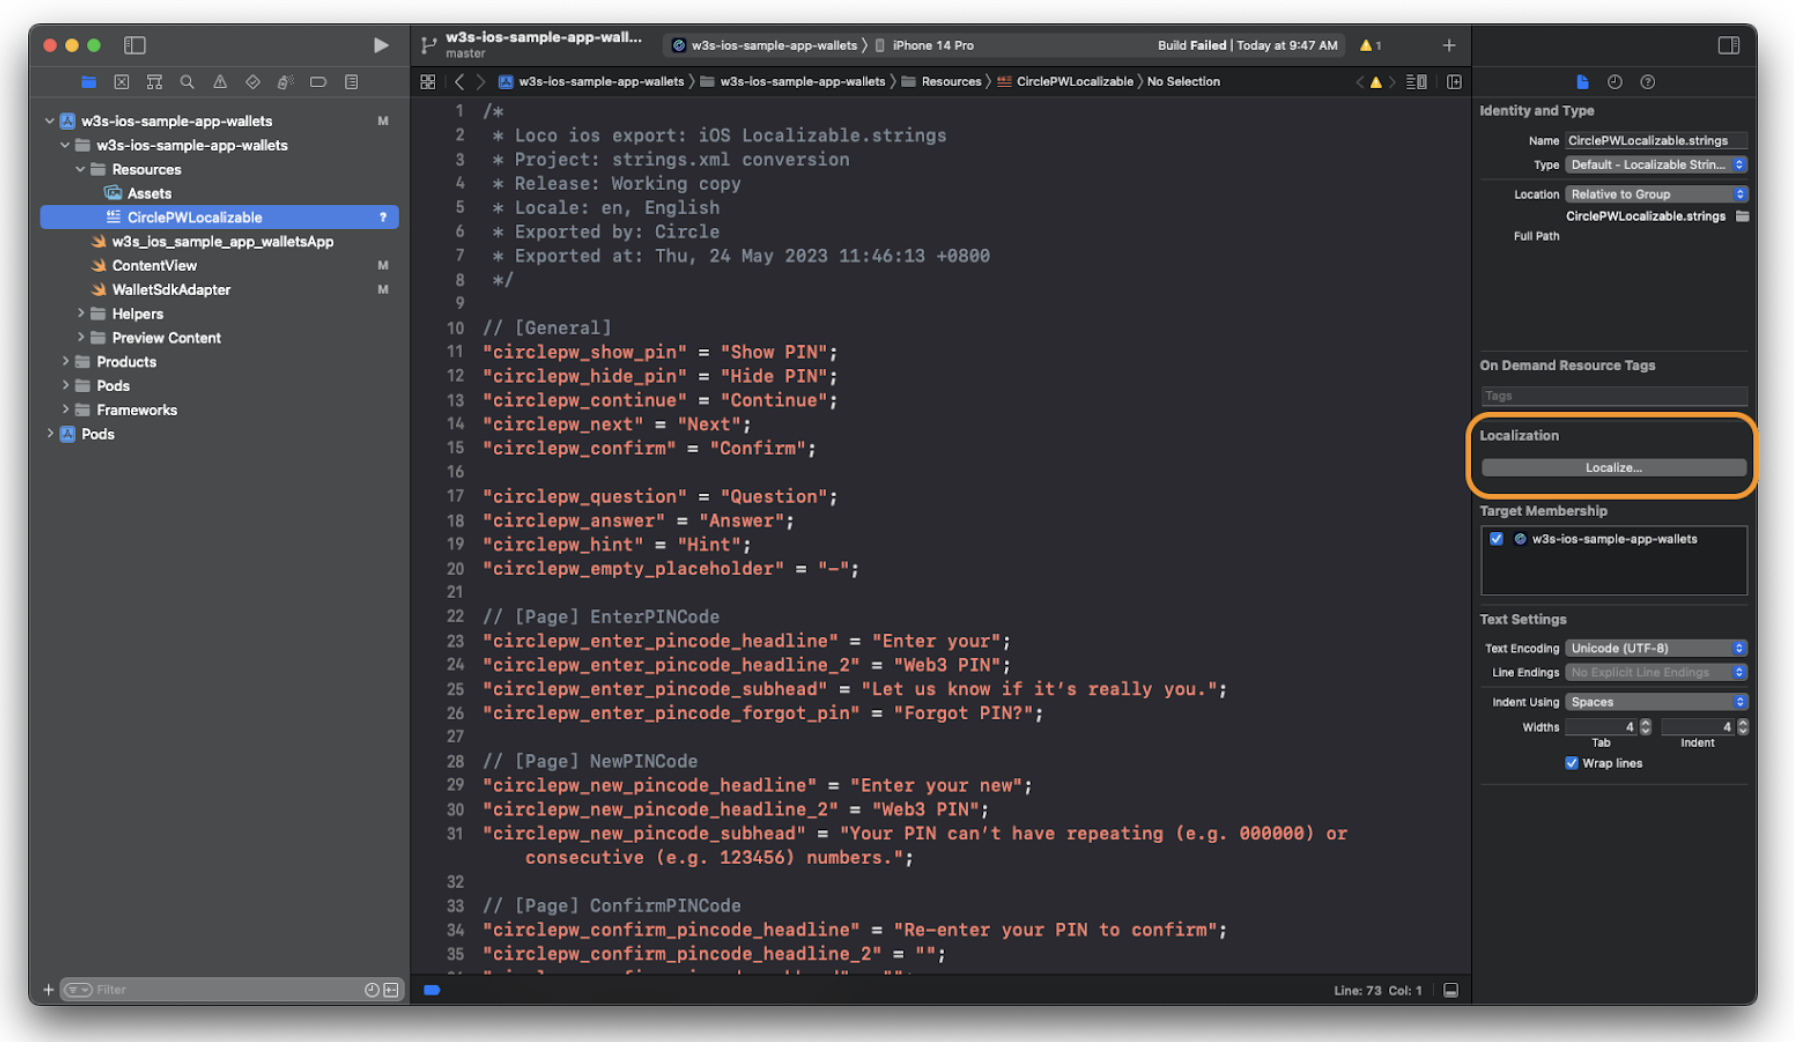 w3s-ios-sample-app-wall...
master
w3s-ios-sample-app-wallets
iPhone 14 Pro
Build Failed | Today at 9:47 AM
1
w3s-ios-sample-app-wallets
w3s-ios-sample-app-wallets
Resources
CirclePWLocalizable
No Selection
w3s-ios-sample-app-wallets M
w3s-ios-sample-app-wallets
Resources
Assets
CirclePWLocalizable ?
w3s_ios_sample_app_walletsApp
ContentView M
WalletSdkAdapter M
Helpers
Preview Content
Products
Pods
Frameworks
Pods
Filter
1 /*
2 * Loco ios export: iOS Localizable.strings
3 * Project: strings.xml conversion
4 * Release: Working copy
5 * Locale: en, English
6 * Exported by: Circle
7 * Exported at: Thu, 24 May 2023 11:46:13 +0800
8 */
9
10 // [General]
11 "circlepw_show_pin" = "Show PIN";
12 "circlepw_hide_pin" = "Hide PIN";
13 "circlepw_continue" = "Continue";
14 "circlepw_next" = "Next";
15 "circlepw_confirm" = "Confirm";
16
17 "circlepw_question" = "Question";
18 "circlepw_answer" = "Answer";
19 "circlepw_hint" = "Hint";
20 "circlepw_empty_placeholder" = "-";
21
22 // [Page] EnterPINCode
23 "circlepw_enter_pincode_headline" = "Enter your";
24 "circlepw_enter_pincode_headline_2" = "Web3 PIN";
25 "circlepw_enter_pincode_subhead" = "Let us know if it’s really you.";
26 "circlepw_enter_pincode_forgot_pin" = "Forgot PIN?";
27
28 // [Page] NewPINCode
29 "circlepw_new_pincode_headline" = "Enter your new";
30 "circlepw_new_pincode_headline_2" = "Web3 PIN";
31 "circlepw_new_pincode_subhead" = "Your PIN can’t have repeating (e.g. 000000) or
consecutive (e.g. 123456) numbers.";
32
33 // [Page] ConfirmPINCode
34 "circlepw_confirm_pincode_headline" = "Re-enter your PIN to confirm";
35 "circlepw_confirm_pincode_headline_2" = "";
Line: 73 Col: 1
Identity and Type
Name CirclePWLocalizable.strings
Type Default - Localizable Strin...
Location Relative to Group
CirclePWLocalizable.strings
Full Path
On Demand Resource Tags
Tags
Localization
Localize...
Target Membership
w3s-ios-sample-app-wallets
Text Settings
Text Encoding Unicode (UTF-8)
Line Endings No Explicit Line Endings
Indent Using Spaces
Widths 4 4
Tab Indent
Wrap lines